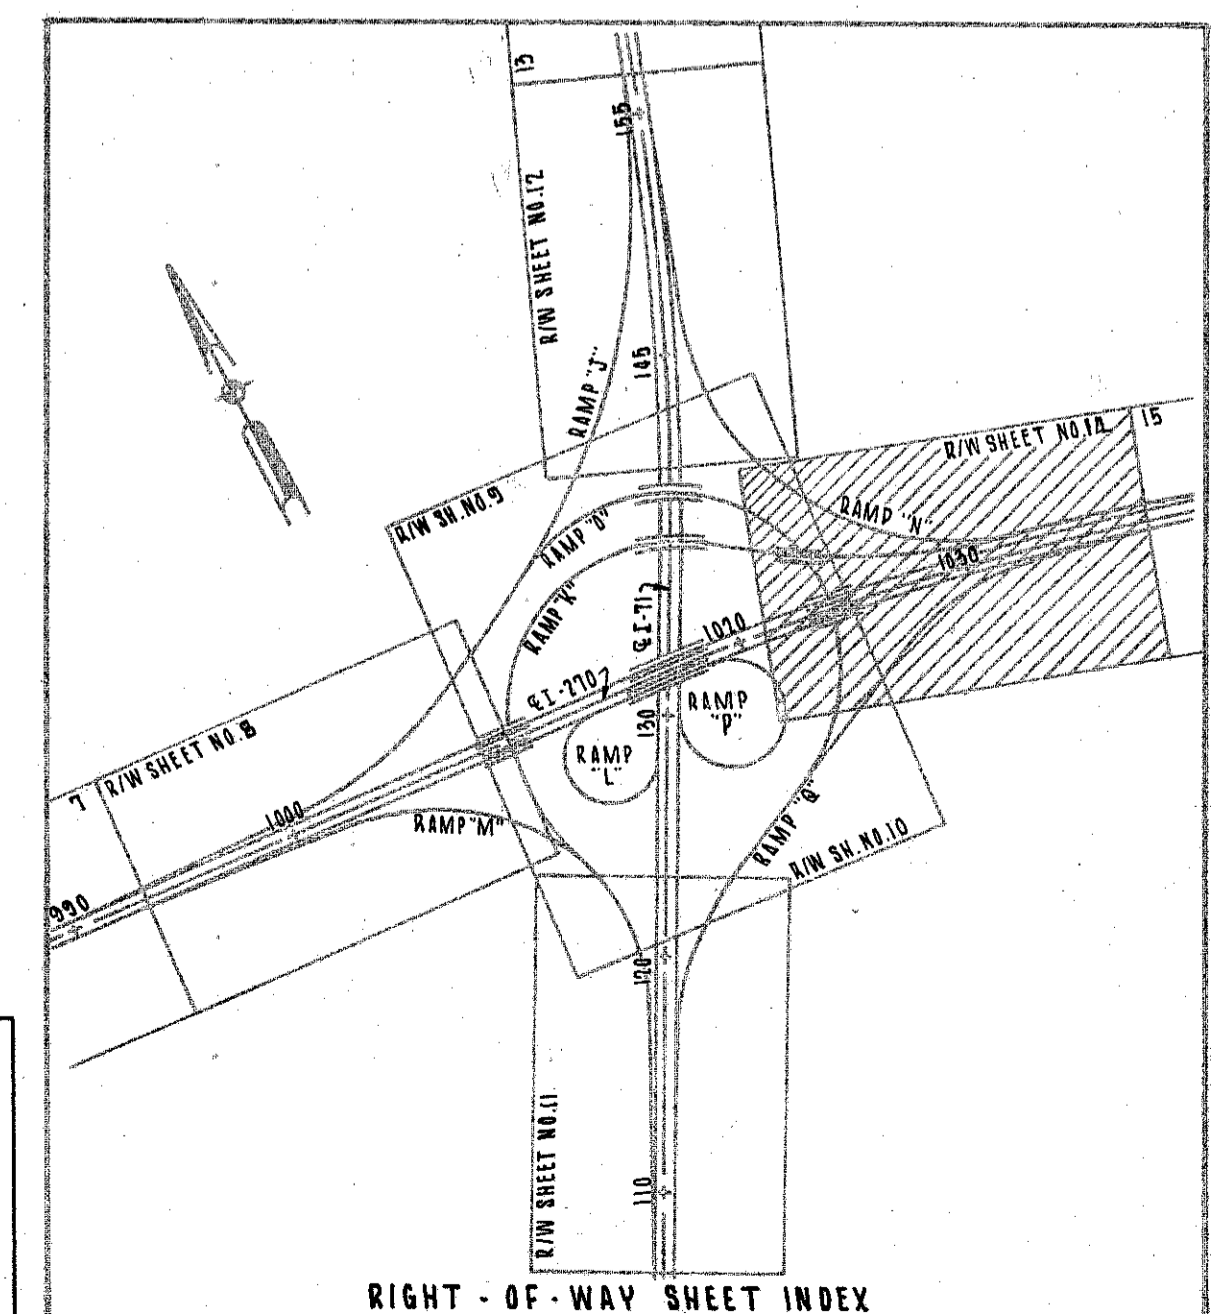 13
155
R/W SHEET NO.12
RAMP "J"
145
R/W SHEET NO.14
15
R/W SH.NO.9
RAMP "O"
RAMP "N"
1030
RAMP "K"
℄ I-71
1020
℄ I-270
RAMP "P"
130
RAMP "L"
7
R/W SHEET NO.8
1000
RAMP "M"
RAMP "Q"
R/W SH.NO.10
990
120
R/W SHEET NO.11
110
RIGHT-OF-WAY SHEET INDEX